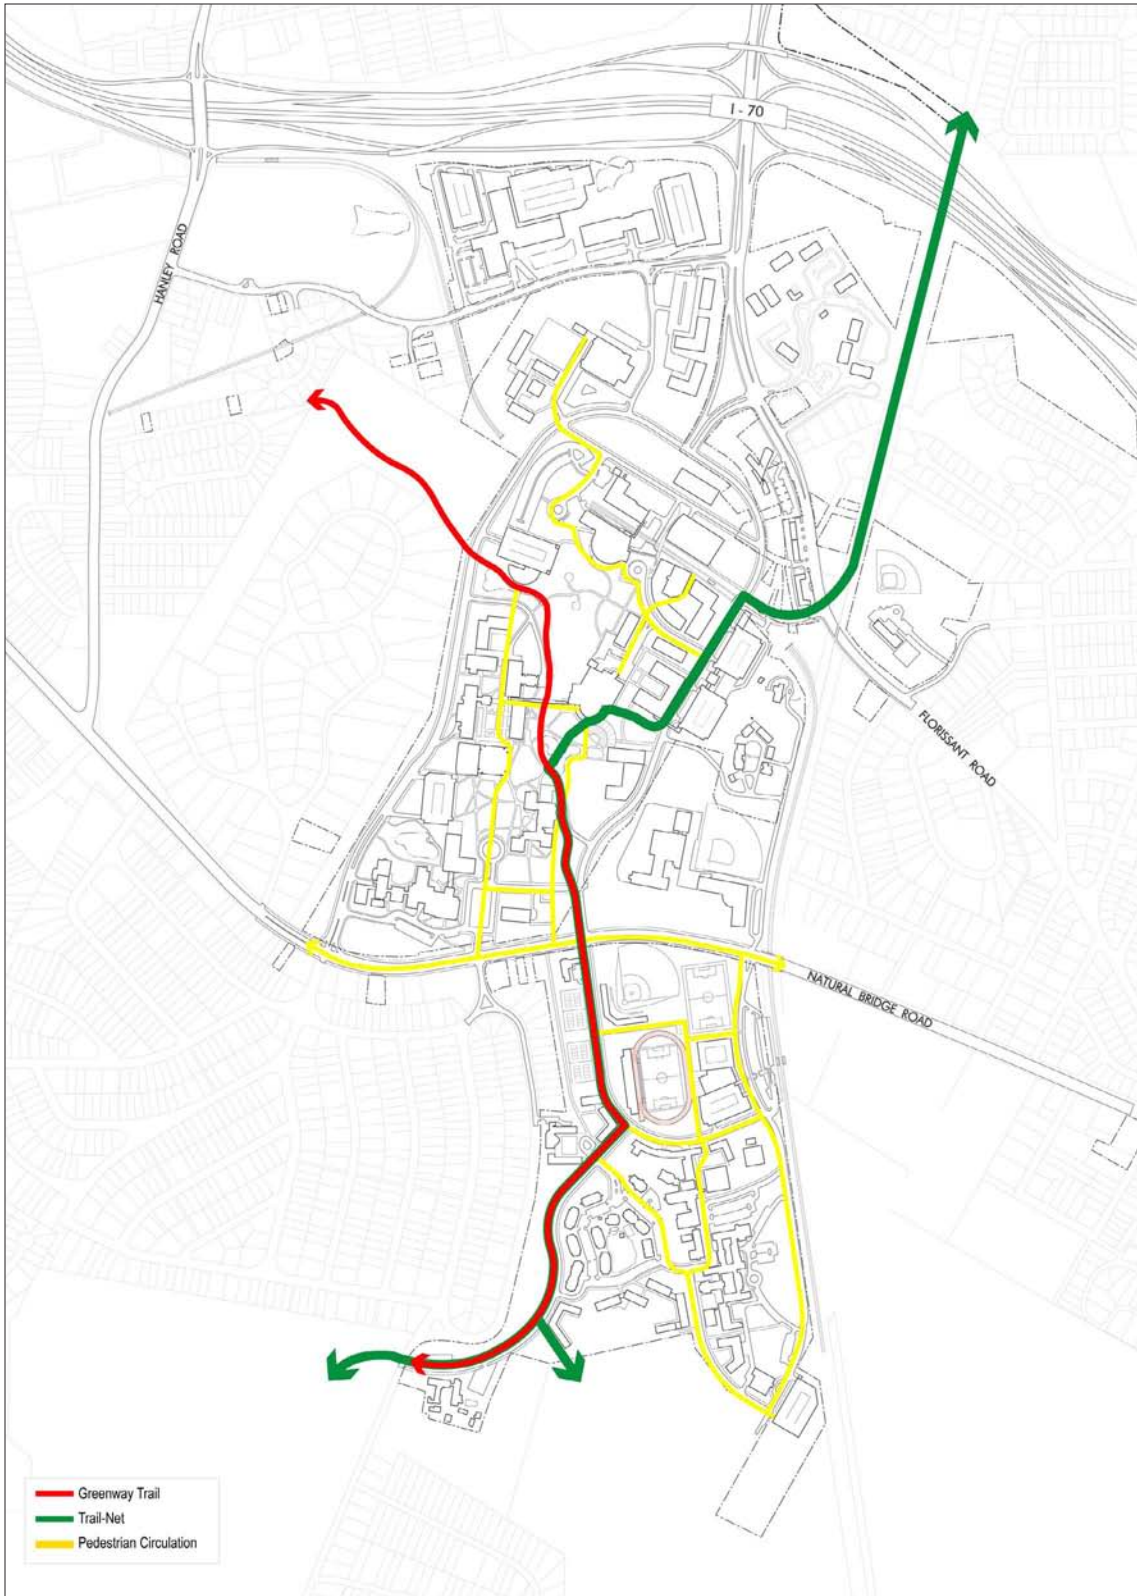 I - 70
HANLEY ROAD
FLORISSANT ROAD
NATURAL BRIDGE ROAD
Greenway Trail
Trail-Net
Pedestrian Circulation